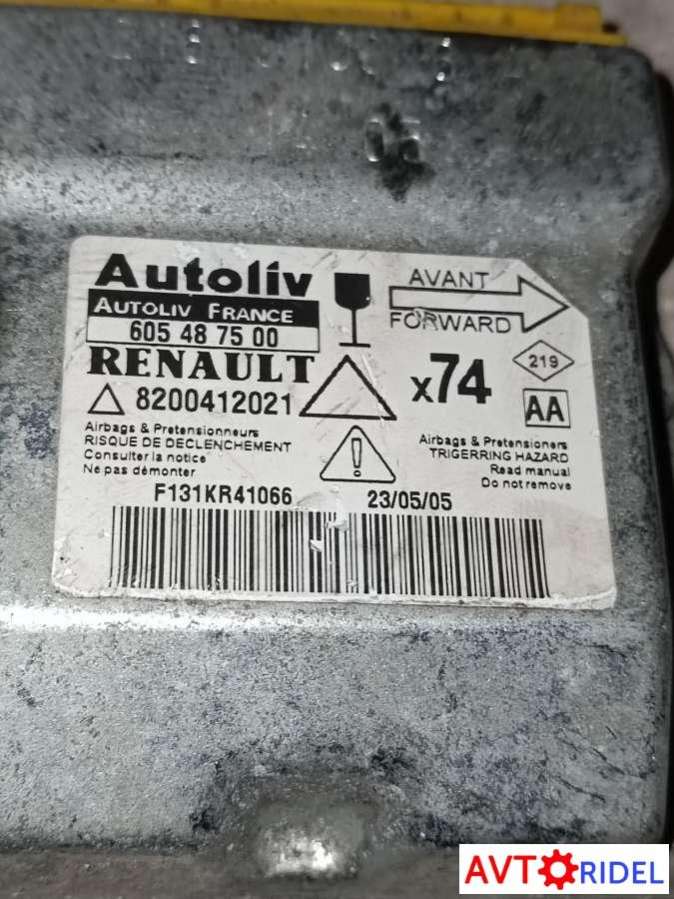 Autoliv
AUTOLIV FRANCE
605 48 75 00
RENAULT
8200412021
AVANT
FORWARD
x74
219
AA
Airbags & Pretensionneurs
RISQUE DE DECLENCHEMENT
Consulter la notice
Ne pas démonter
Airbags & Pretensioners
TRIGERRING HAZARD
Read manual
Do not remove
F131KR41066
23/05/05
AVTORIDEL